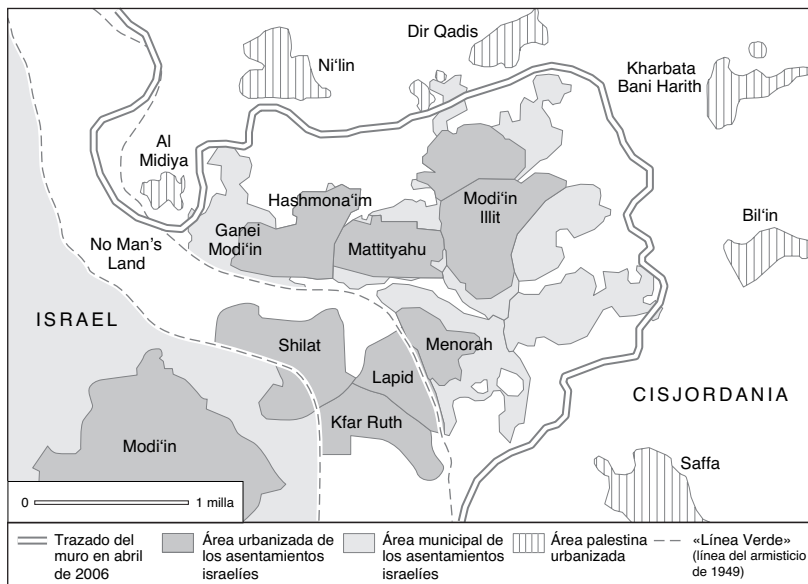 Dir Qadis
Ni‘lin
Kharbata
Bani Harith
Al
Midiya
Hashmona‘im
Modi‘in
Illit
Ganei
Modi‘in
Mattityahu
Bil‘in
No Man’s
Land
ISRAEL
Shilat
Menorah
Lapid
CISJORDANIA
Kfar Ruth
Modi‘in
Saffa
0 1 milla
Trazado del
muro en abril
de 2006
Área urbanizada de
los asentamientos
israelíes
Área municipal de
los asentamientos
israelíes
Área palestina
urbanizada
«Línea Verde»
(línea del armisticio
de 1949)